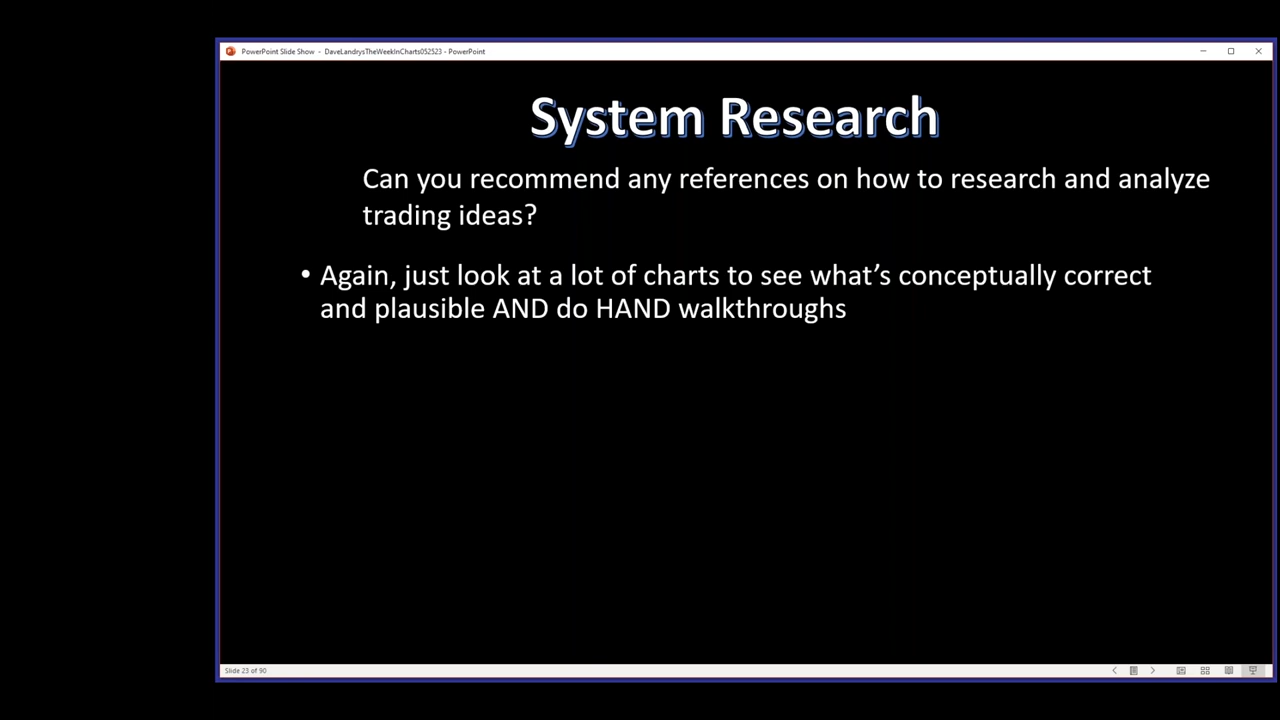 PowerPoint Slide Show - DaveLandrysTheWeekInCharts052523 - PowerPoint
System Research
Can you recommend any references on how to research and analyze
trading ideas?
• Again, just look at a lot of charts to see what’s conceptually correct
and plausible AND do HAND walkthroughs
Slide 23 of 90